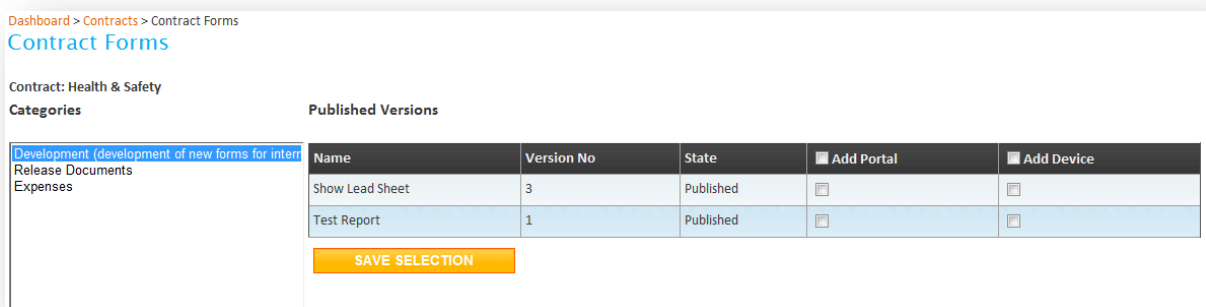 Dashboard > Contracts > Contract Forms
Contract Forms
Contract: Health & Safety
Categories
Published Versions
Development (development of new forms for intern
Release Documents
Expenses
Name Version No State Add Portal Add Device
Show Lead Sheet 3 Published
Test Report 1 Published
SAVE SELECTION